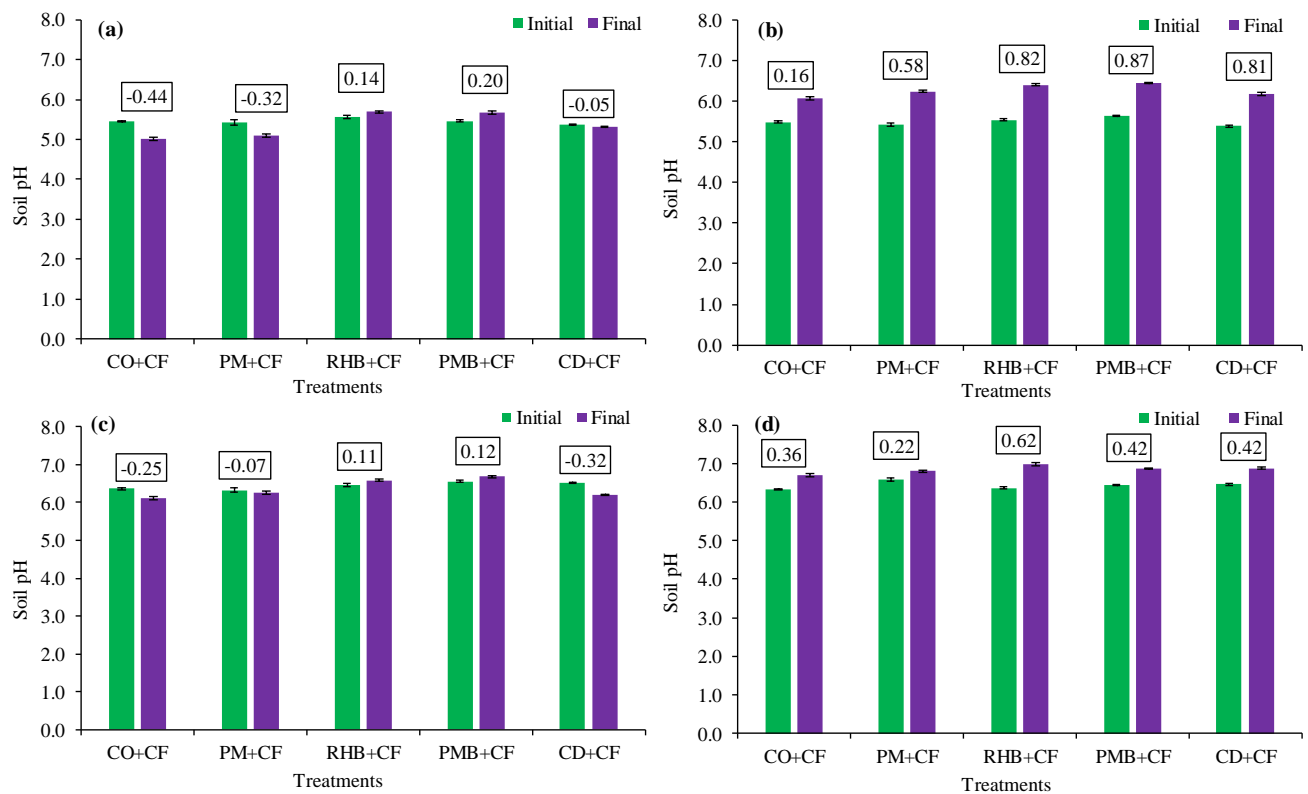 (a)
Initial Final
8.0
7.0
6.0
5.0
4.0
3.0
2.0
1.0
0.0
Soil pH
-0.44 -0.32 0.14 0.20 -0.05
CO+CF PM+CF RHB+CF PMB+CF CD+CF
Treatments
(b)
Initial Final
8.0
7.0
6.0
5.0
4.0
3.0
2.0
1.0
0.0
Soil pH
0.16 0.58 0.82 0.87 0.81
CO+CF PM+CF RHB+CF PMB+CF CD+CF
Treatments
(c)
Initial Final
8.0
7.0
6.0
5.0
4.0
3.0
2.0
1.0
0.0
Soil pH
-0.25 -0.07 0.11 0.12 -0.32
CO+CF PM+CF RHB+CF PMB+CF CD+CF
Treatments
(d)
Initial Final
8.0
7.0
6.0
5.0
4.0
3.0
2.0
1.0
0.0
Soil pH
0.36 0.22 0.62 0.42 0.42
CO+CF PM+CF RHB+CF PMB+CF CD+CF
Treatments